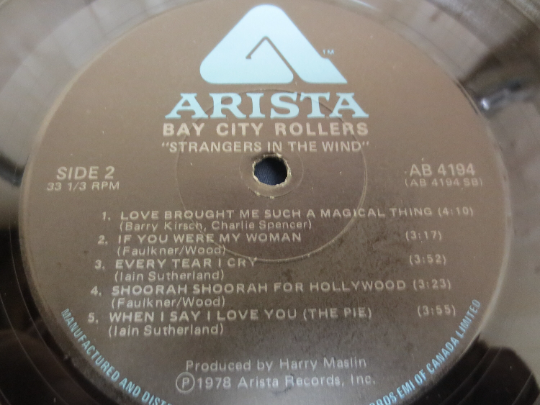 TM
ARISTA
BAY CITY ROLLERS
"STRANGERS IN THE WIND"
SIDE 2
33 1/3 RPM
AB 4194
(AB 4194 SB)
1. LOVE BROUGHT ME SUCH A MAGICAL THING (4:10)
(Barry Kirsch, Charlie Spencer)
2. IF YOU WERE MY WOMAN (3:17)
(Faulkner/Wood)
3. EVERY TEAR I CRY (3:52)
(Iain Sutherland)
4. SHOORAH SHOORAH FOR HOLLYWOOD (3:23)
(Faulkner/Wood)
5. WHEN I SAY I LOVE YOU (THE PIE) (3:55)
(Iain Sutherland)
Produced by Harry Maslin
Ⓟ1978 Arista Records, Inc.
MANUFACTURED AND
EMI OF CANADA LIMITED